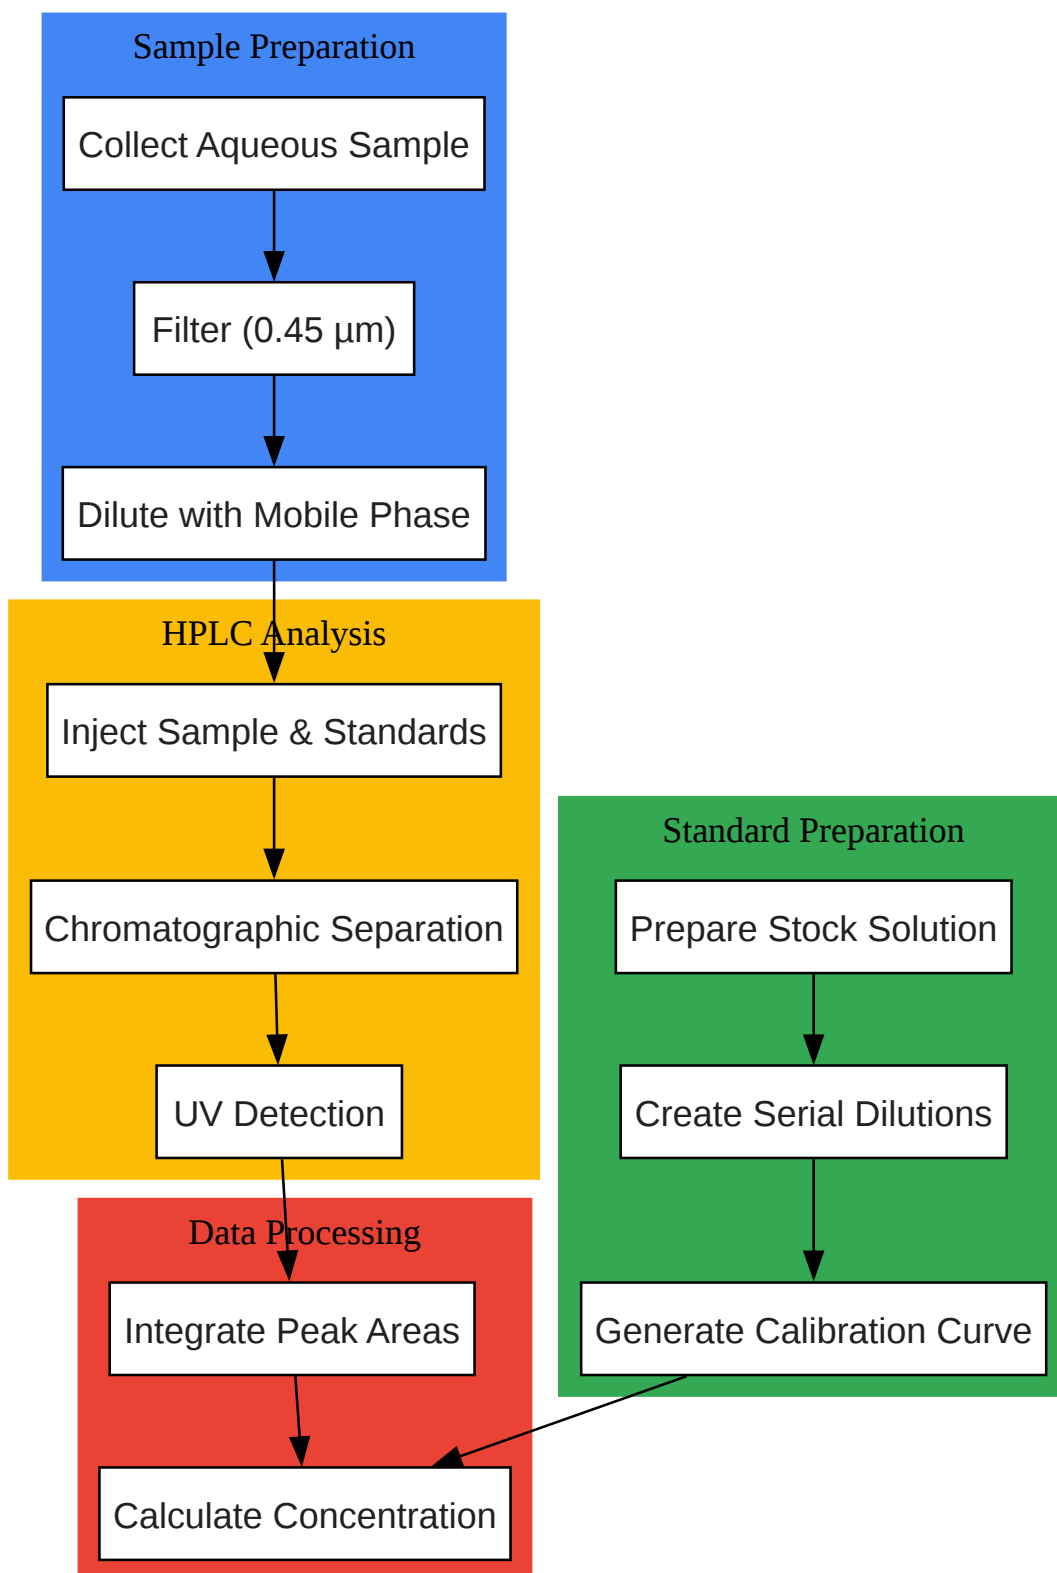 Sample Preparation
Collect Aqueous Sample
Filter (0.45 µm)
Dilute with Mobile Phase
HPLC Analysis
Inject Sample & Standards
Chromatographic Separation
UV Detection
Standard Preparation
Prepare Stock Solution
Create Serial Dilutions
Generate Calibration Curve
Data Processing
Integrate Peak Areas
Calculate Concentration